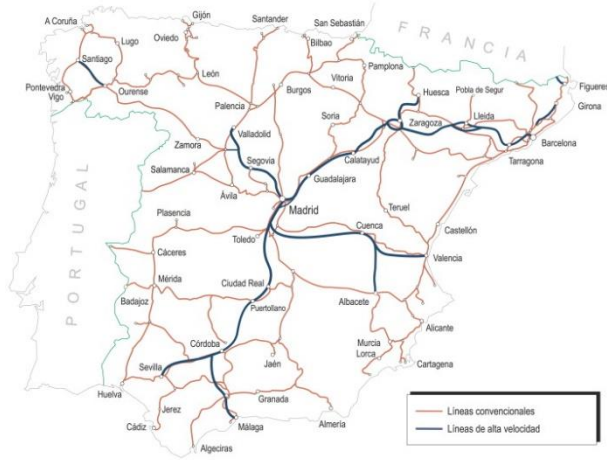 A Coruña
Lugo
Gijón
Oviedo
Santander
San Sebastián
Bilbao
FRANCIA
Santiago
León
Vitoria
Pamplona
Pontevedra
Vigo
Ourense
Palencia
Burgos
Huesca
Pobla de Segur
Figueres
Girona
Zamora
Valladolid
Soria
Zaragoza
Lleida
Barcelona
Salamanca
Segovia
Calatayud
Tarragona
Ávila
Guadalajara
Madrid
Teruel
PORTUGAL
Plasencia
Toledo
Cuenca
Castellón
Cáceres
Valencia
Mérida
Ciudad Real
Badajoz
Puertollano
Albacete
Alicante
Córdoba
Murcia
Lorca
Sevilla
Jaén
Cartagena
Huelva
Jerez
Granada
Cádiz
Málaga
Almería
Algeciras
Líneas convencionales
Líneas de alta velocidad